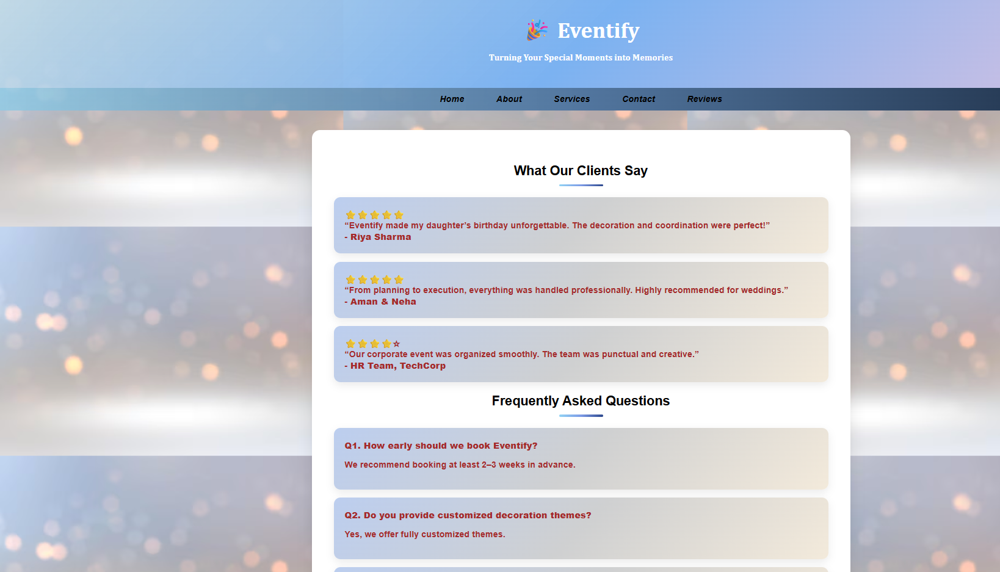 🎉 Eventify
Turning Your Special Moments into Memories
Home About Services Contact Reviews
What Our Clients Say
⭐⭐⭐⭐⭐
“Eventify made my daughter’s birthday unforgettable. The decoration and coordination were perfect!”
- Riya Sharma
⭐⭐⭐⭐⭐
“From planning to execution, everything was handled professionally. Highly recommended for weddings.”
- Aman & Neha
⭐⭐⭐⭐☆
“Our corporate event was organized smoothly. The team was punctual and creative.”
- HR Team, TechCorp
Frequently Asked Questions
Q1. How early should we book Eventify?
We recommend booking at least 2–3 weeks in advance.
Q2. Do you provide customized decoration themes?
Yes, we offer fully customized themes.